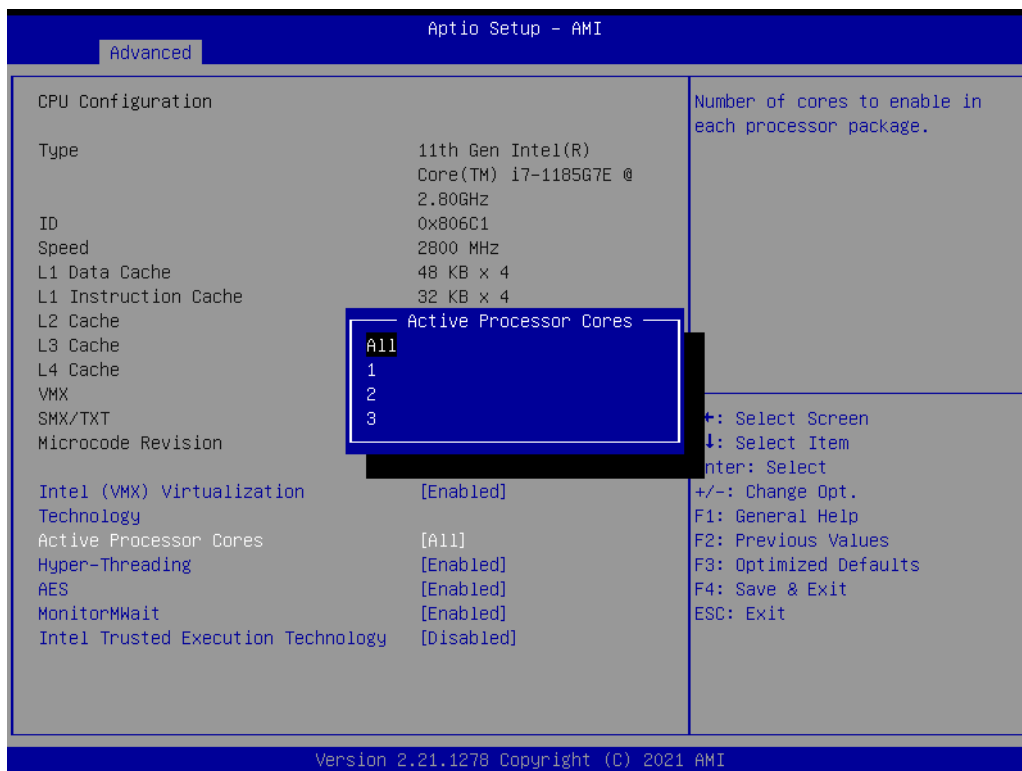 Aptio Setup – AMI
Advanced
CPU Configuration
Type 11th Gen Intel(R)
Core(TM) i7-1185G7E @
2.80GHz
ID 0x806C1
Speed 2800 MHz
L1 Data Cache 48 KB x 4
L1 Instruction Cache 32 KB x 4
L2 Cache
L3 Cache
L4 Cache
VMX
SMX/TXT
Microcode Revision
Active Processor Cores
All
1
2
3
Intel (VMX) Virtualization [Enabled]
Technology
Active Processor Cores [All]
Hyper-Threading [Enabled]
AES [Enabled]
MonitorMWait [Enabled]
Intel Trusted Execution Technology [Disabled]
Number of cores to enable in
each processor package.
: Select Screen
: Select Item
nter: Select
+/-: Change Opt.
F1: General Help
F2: Previous Values
F3: Optimized Defaults
F4: Save & Exit
ESC: Exit
Version 2.21.1278 Copyright (C) 2021 AMI